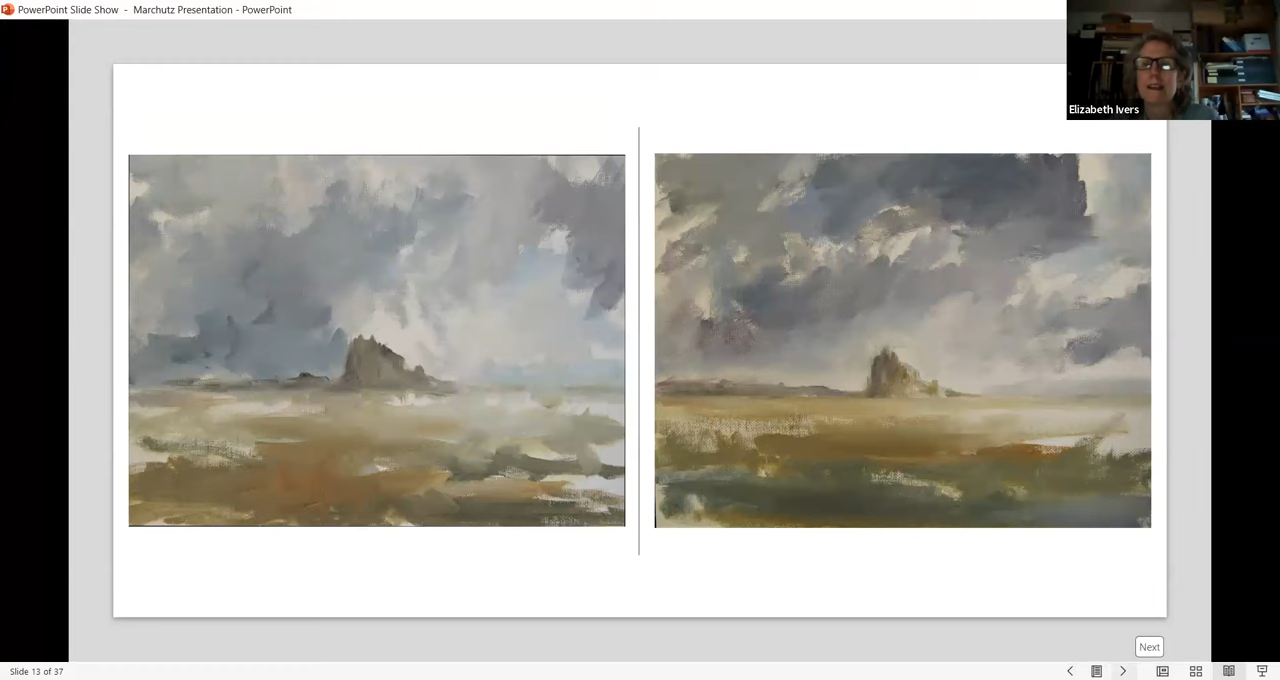 PowerPoint Slide Show - Marchutz Presentation - PowerPoint
Elizabeth Ivers
Next
Slide 13 of 37